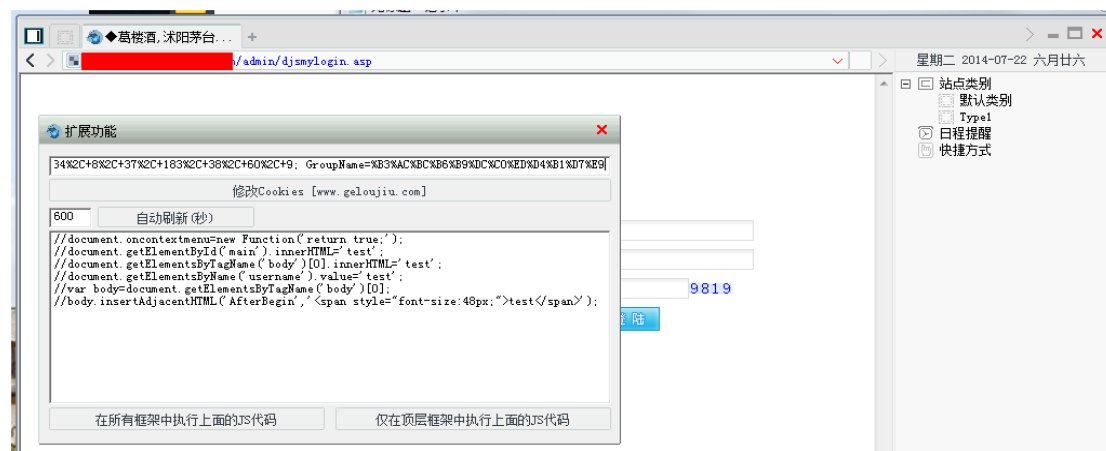 ◆葛楼酒,沭阳茅台... +
/admin/djsmylogin.asp
星期二 2014-07-22 六月廿六
站点类别
默认类别
Type1
日程提醒
快捷方式
扩展功能
34%2C+8%2C+37%2C+183%2C+38%2C+60%2C+9; GroupName=%B3%AC%BC%B6%B9%DC%C0%ED%D4%B1%D7%E9
修改Cookies [www.geloujiu.com]
600 自动刷新(秒)
//document.oncontextmenu=new Function('return true;');
//document.getElementById('main').innerHTML='test';
//document.getElementsByTagName('body')[0].innerHTML='test';
//document.getElementsByName('username').value='test';
//var body=document.getElementsByTagName('body')[0];
//body.insertAdjacentHTML('AfterBegin','<span style="font-size:48px;">test</span>');
在所有框架中执行上面的JS代码
仅在顶层框架中执行上面的JS代码
9819
陆